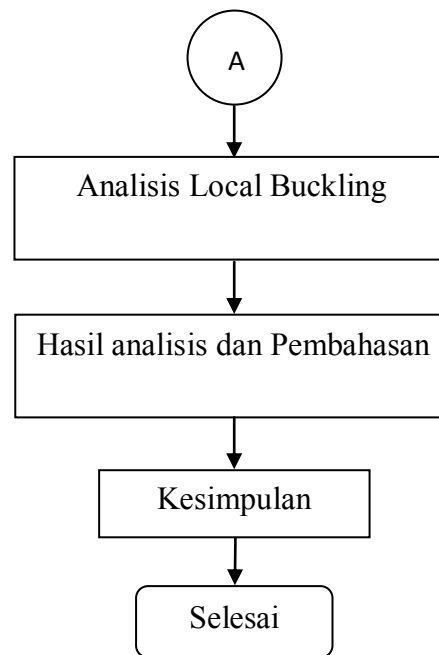 A
Analisis Local Buckling
Hasil analisis dan Pembahasan
Kesimpulan
Selesai